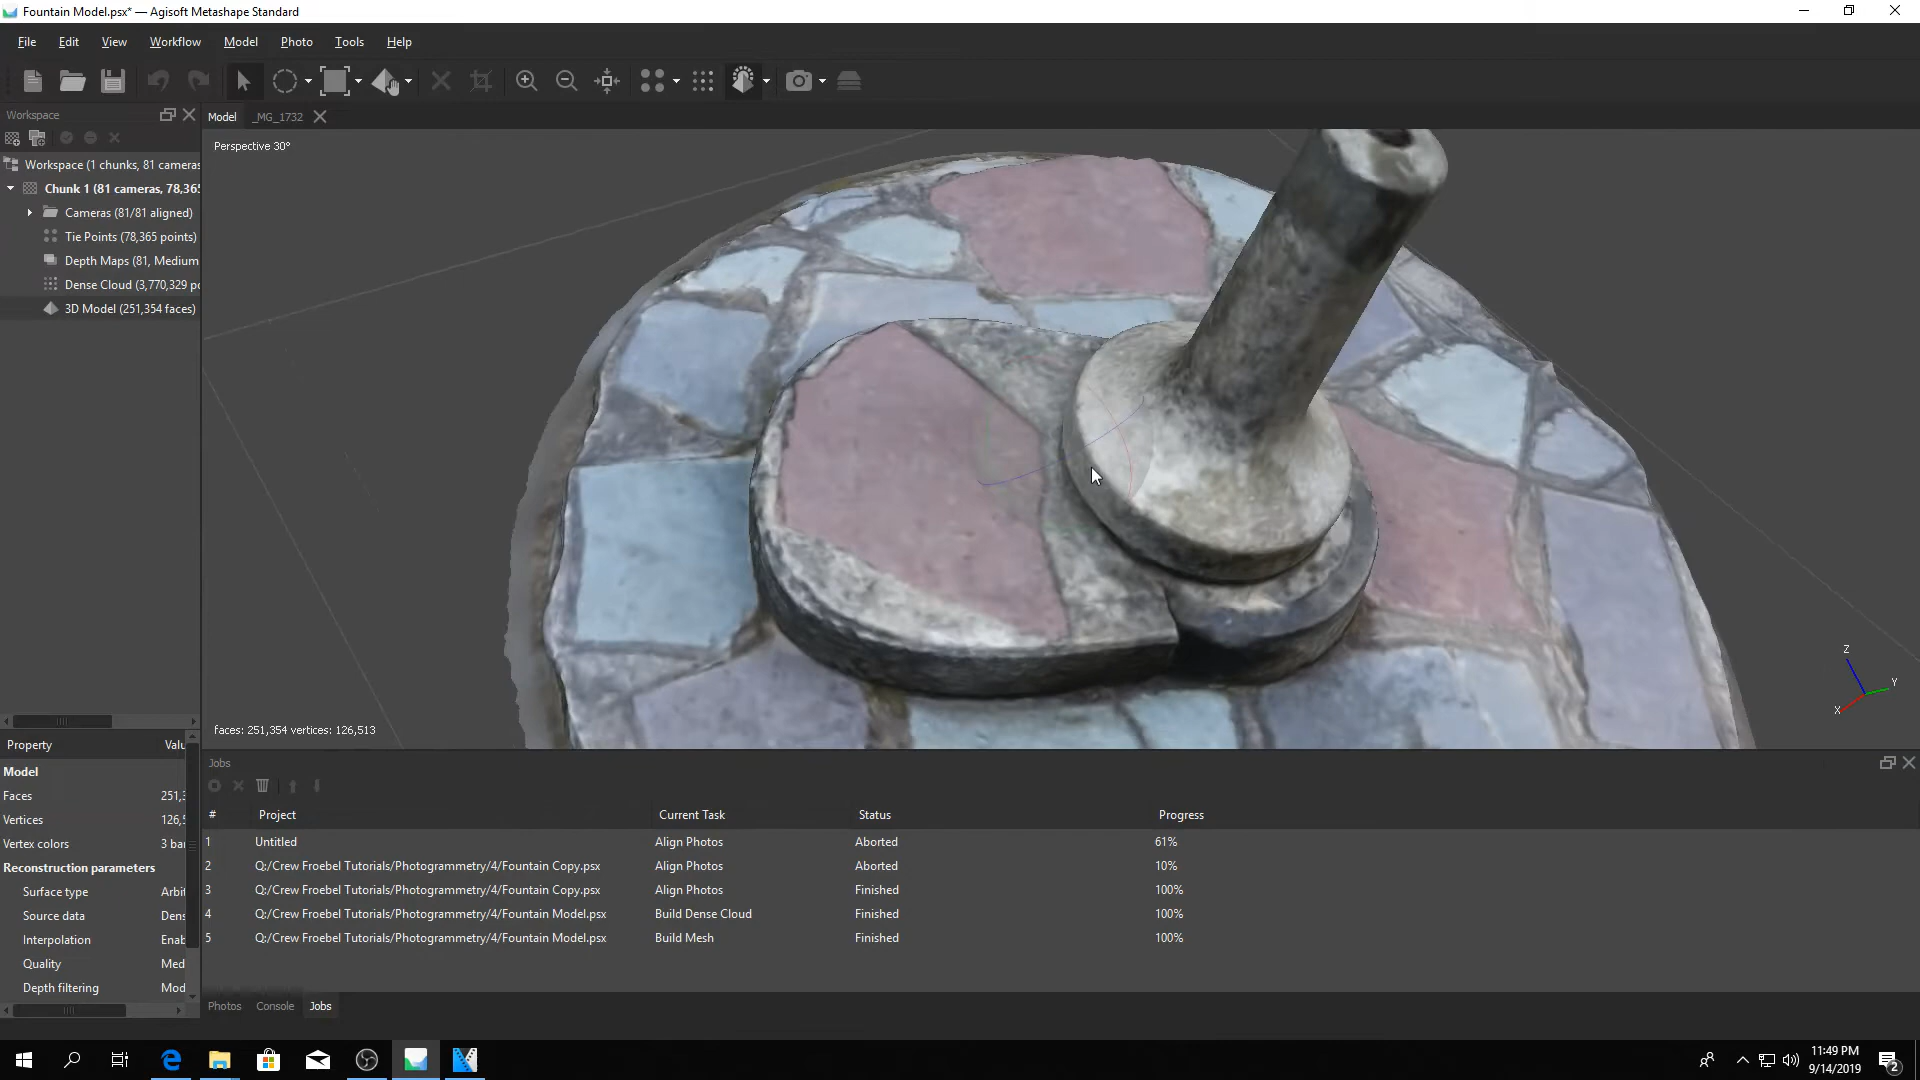 Fountain Model.psx* — Agisoft Metashape Standard
File Edit View Workflow Model Photo Tools Help
Workspace
Model _MG_1732
Perspective 30°
Workspace (1 chunks, 81 cameras
Chunk 1 (81 cameras, 78,365
Cameras (81/81 aligned)
Tie Points (78,365 points)
Depth Maps (81, Medium
Dense Cloud (3,770,329 po
3D Model (251,354 faces)
Z
Y
X
faces: 251,354 vertices: 126,513
Property Valu
Model
Faces 251,3
Vertices 126,5
Vertex colors 3 ba
Reconstruction parameters
Surface type Arbit
Source data Dens
Interpolation Enab
Quality Med
Depth filtering Mod
Jobs
# Project Current Task Status Progress
1 Untitled Align Photos Aborted 61%
2 Q:/Crew Froebel Tutorials/Photogrammetry/4/Fountain Copy.psx Align Photos Aborted 10%
3 Q:/Crew Froebel Tutorials/Photogrammetry/4/Fountain Copy.psx Align Photos Finished 100%
4 Q:/Crew Froebel Tutorials/Photogrammetry/4/Fountain Model.psx Build Dense Cloud Finished 100%
5 Q:/Crew Froebel Tutorials/Photogrammetry/4/Fountain Model.psx Build Mesh Finished 100%
Photos Console Jobs
11:49 PM
9/14/2019
2